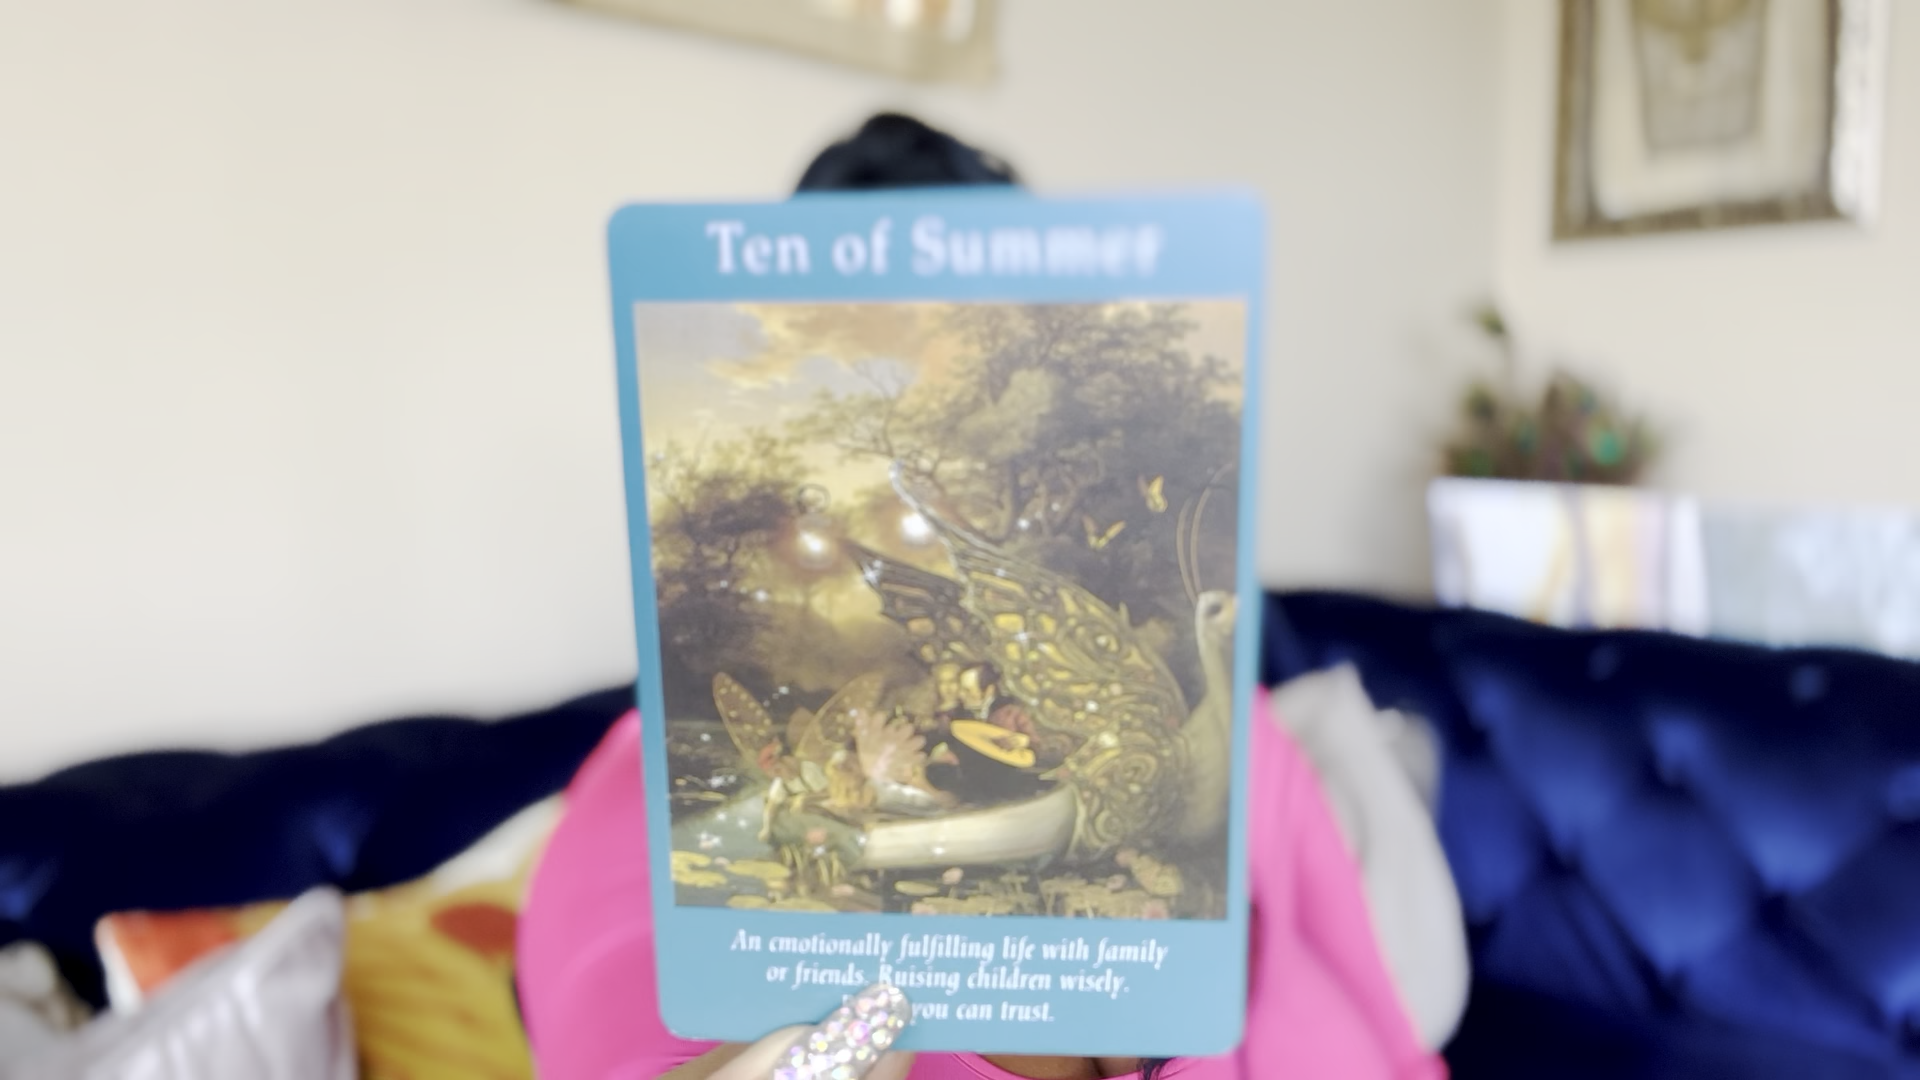 Ten of Summer
An emotionally fulfilling life with family
or friends. Raising children wisely.
you can trust.